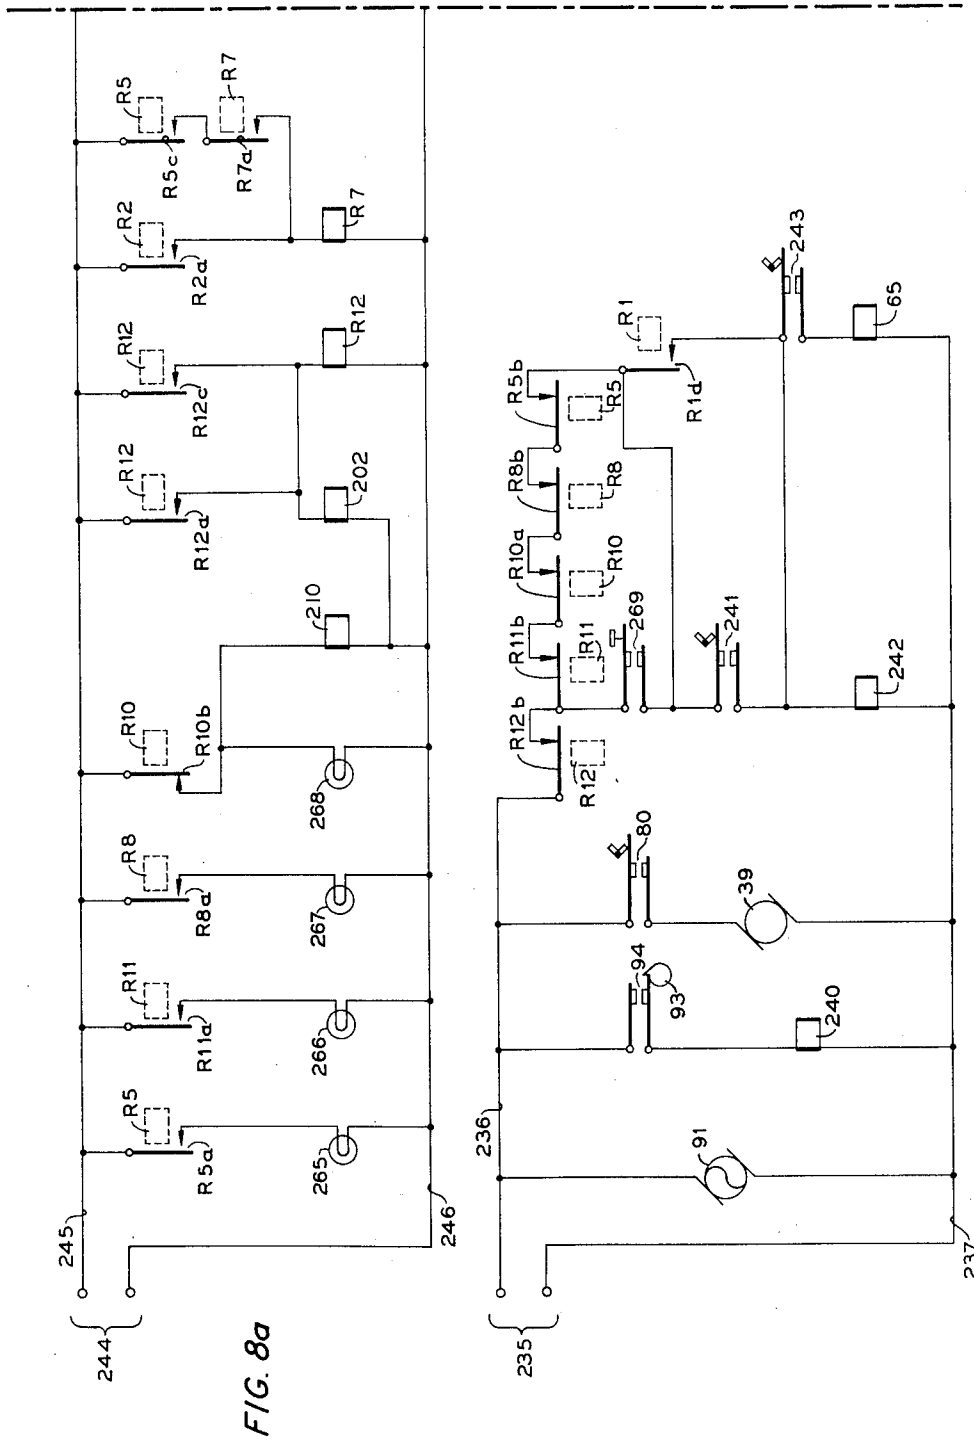 R5
R7
R5c
R7a
R2
R2a
R7
R12
R12c
R12
R12
R12a
202
210
R10
R10b
268
R8
R8a
267
R11
R11a
266
R5
R5a
265
245
246
244
FIG. 8a
243
R1
R1d
65
R5b
R5
R8b
R8
R10a
R10
R11b
R11
269
241
242
R12b
R12
80
39
94
93
240
236
91
235
237